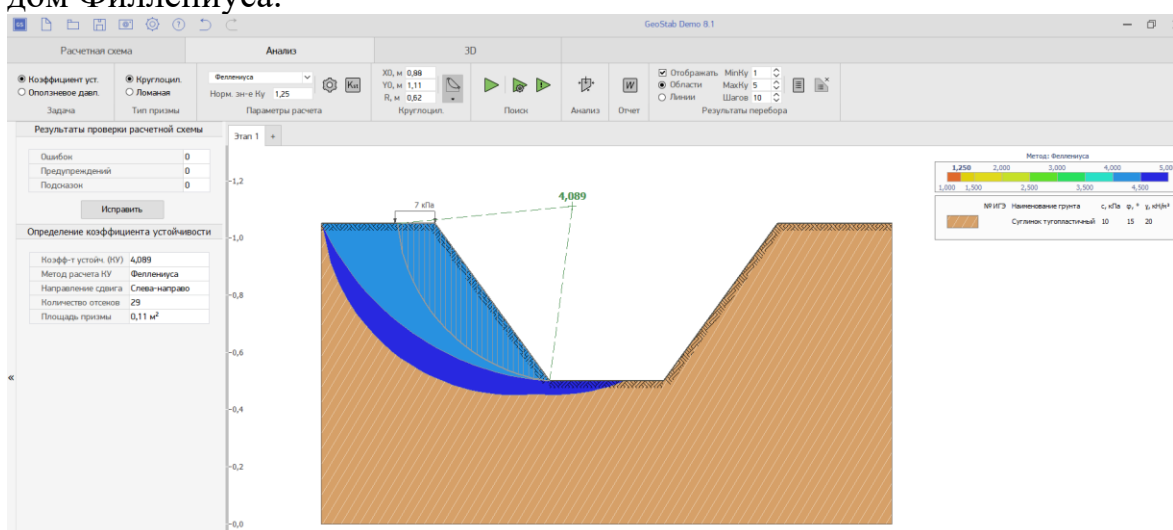 дом Филлениуса.
GeoStab Demo 8.1
Расчетная схема
Анализ
3D
Коэффициент уст.
Оползневое давл.
Задача
Круглоцил.
Ломаная
Тип призмы
Феллениуса
Норм. зн-е Ку 1,25
Параметры расчета
X0, м 0,88
Y0, м 1,11
R, м 0,62
Круглоцил.
Поиск
Анализ
Отчет
Отображать MinКу 1
Области MaxКу 5
Линии Шагов 10
Результаты перебора
Результаты проверки расчетной схемы
Ошибок 0
Предупреждений 0
Подсказок 0
Исправить
Определение коэффициента устойчивости
Коэфф-т устойч. (КУ) 4,089
Метод расчета КУ Феллениуса
Направление сдвига Слева-направо
Количество отсеков 29
Площадь призмы 0,11 м²
«
Этап 1 +
1,2
1,0
0,8
0,6
0,4
0,2
0,0
7 кПа
4,089
Метод: Феллениуса
1,250 2,000 3,000 4,000 5,00
1,000 1,500 2,500 3,500 4,500
№ ИГЭ Наименование грунта c, кПа φ, ° γ, кН/м³
Суглинок тугопластичный 10 15 20